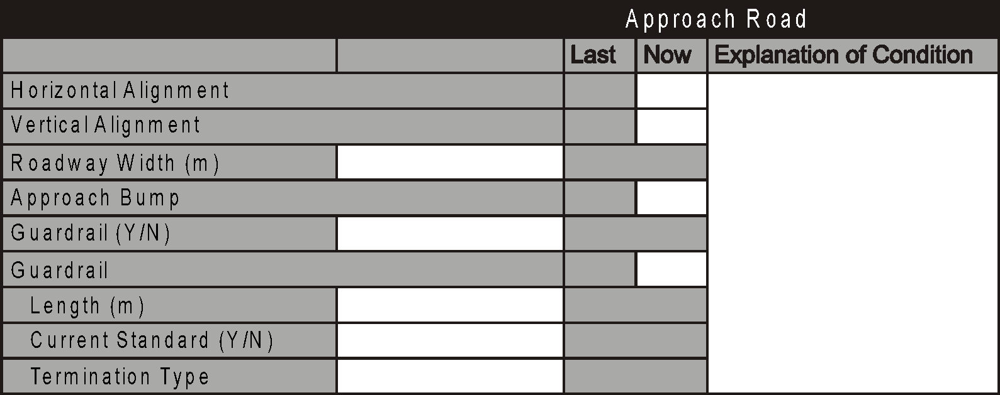 Approach Road
Last Now Explanation of Condition
Horizontal Alignment
Vertical Alignment
Roadway Width (m)
Approach Bump
Guardrail (Y/N)
Guardrail
Length (m)
Current Standard (Y/N)
Termination Type